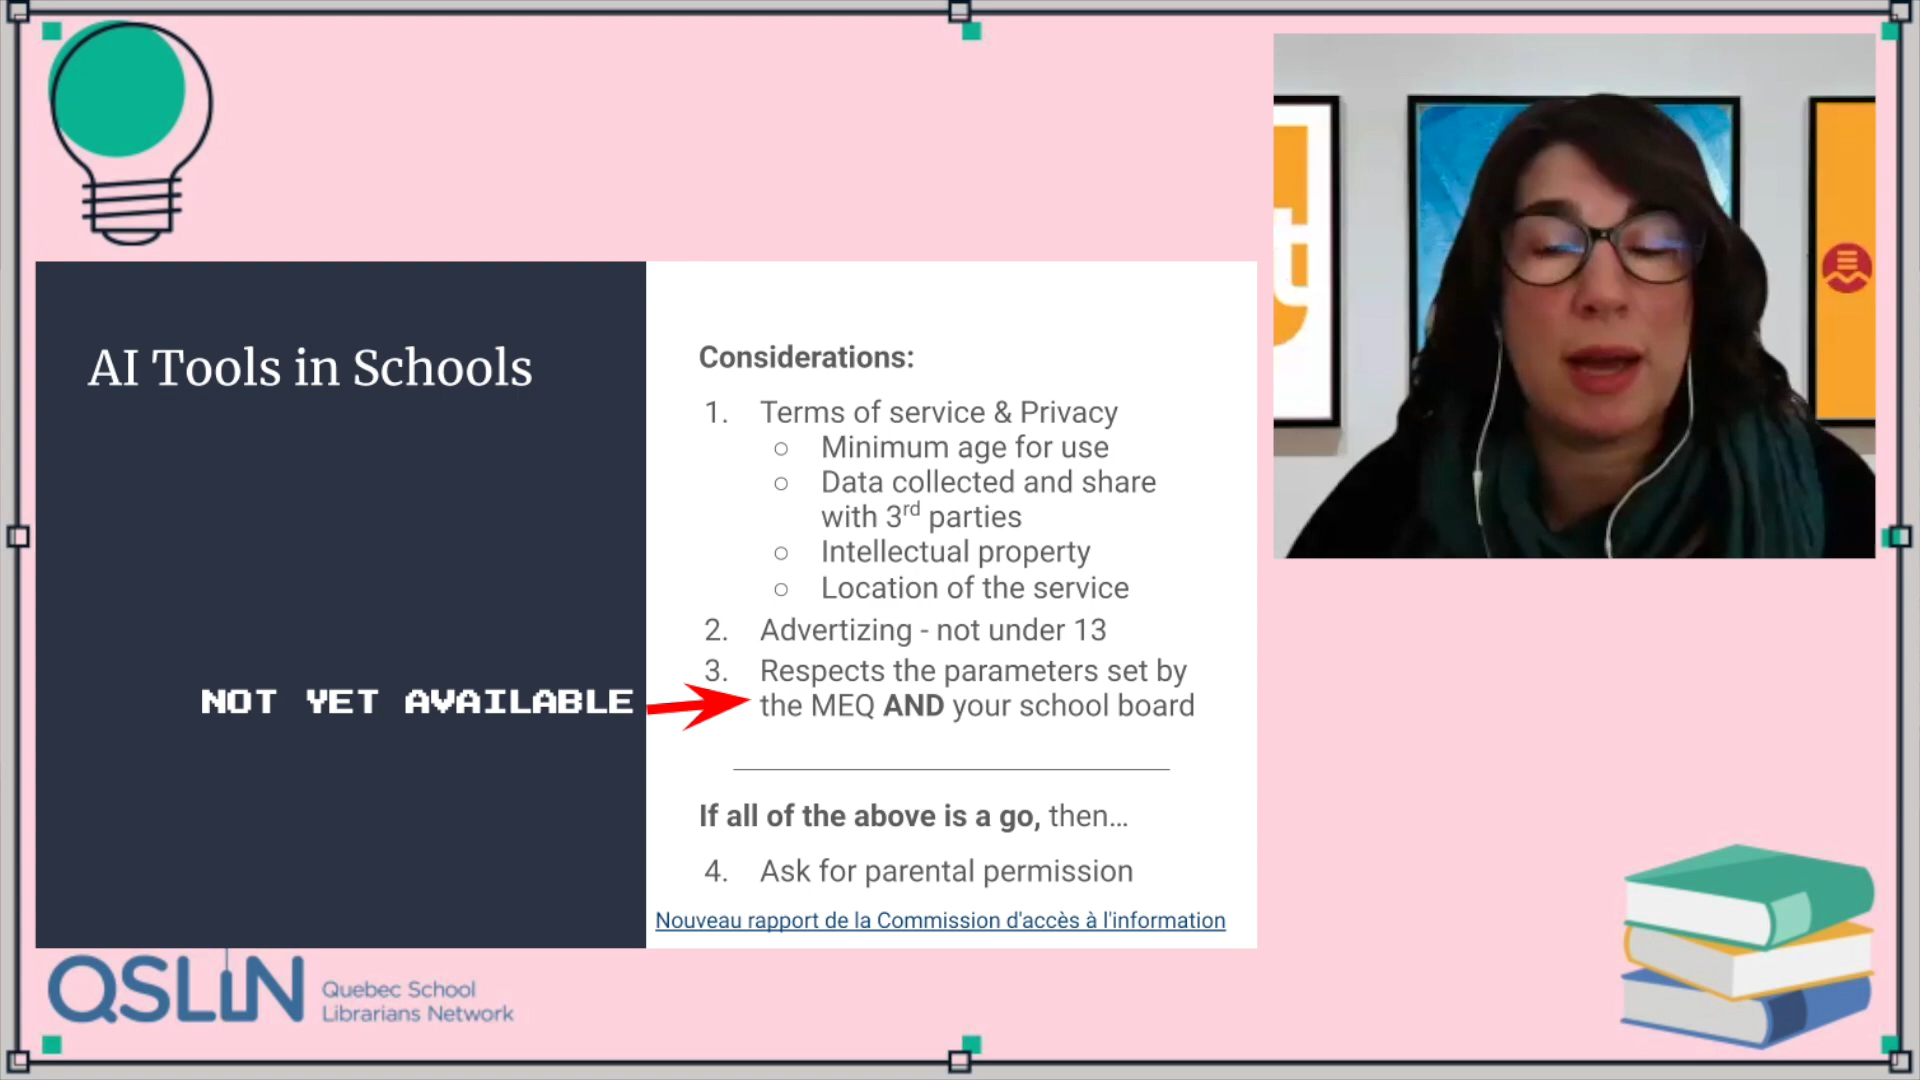 AI Tools in Schools
NOT YET AVAILABLE
Considerations:
1. Terms of service & Privacy
○ Minimum age for use
○ Data collected and share
with 3rd parties
○ Intellectual property
○ Location of the service
2. Advertizing - not under 13
3. Respects the parameters set by
the MEQ AND your school board
If all of the above is a go, then...
4. Ask for parental permission
Nouveau rapport de la Commission d'accès à l'information
t
QSLiN
Quebec School
Librarians Network